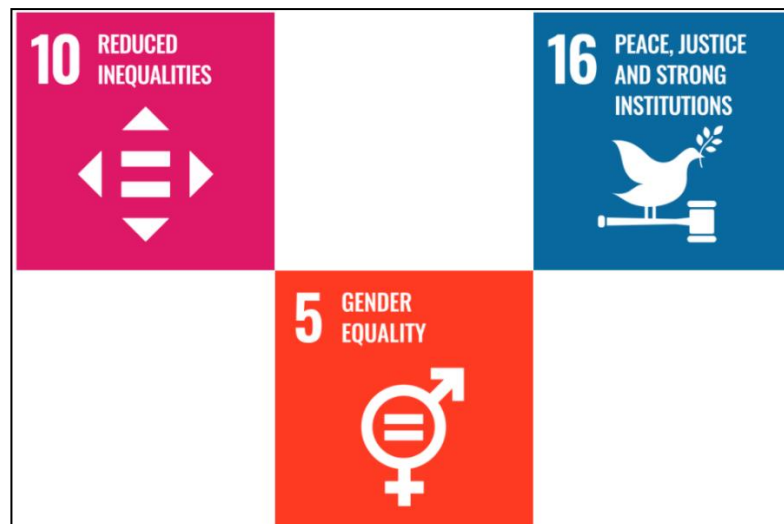 10 REDUCED
INEQUALITIES
16 PEACE, JUSTICE
AND STRONG
INSTITUTIONS
5 GENDER
EQUALITY